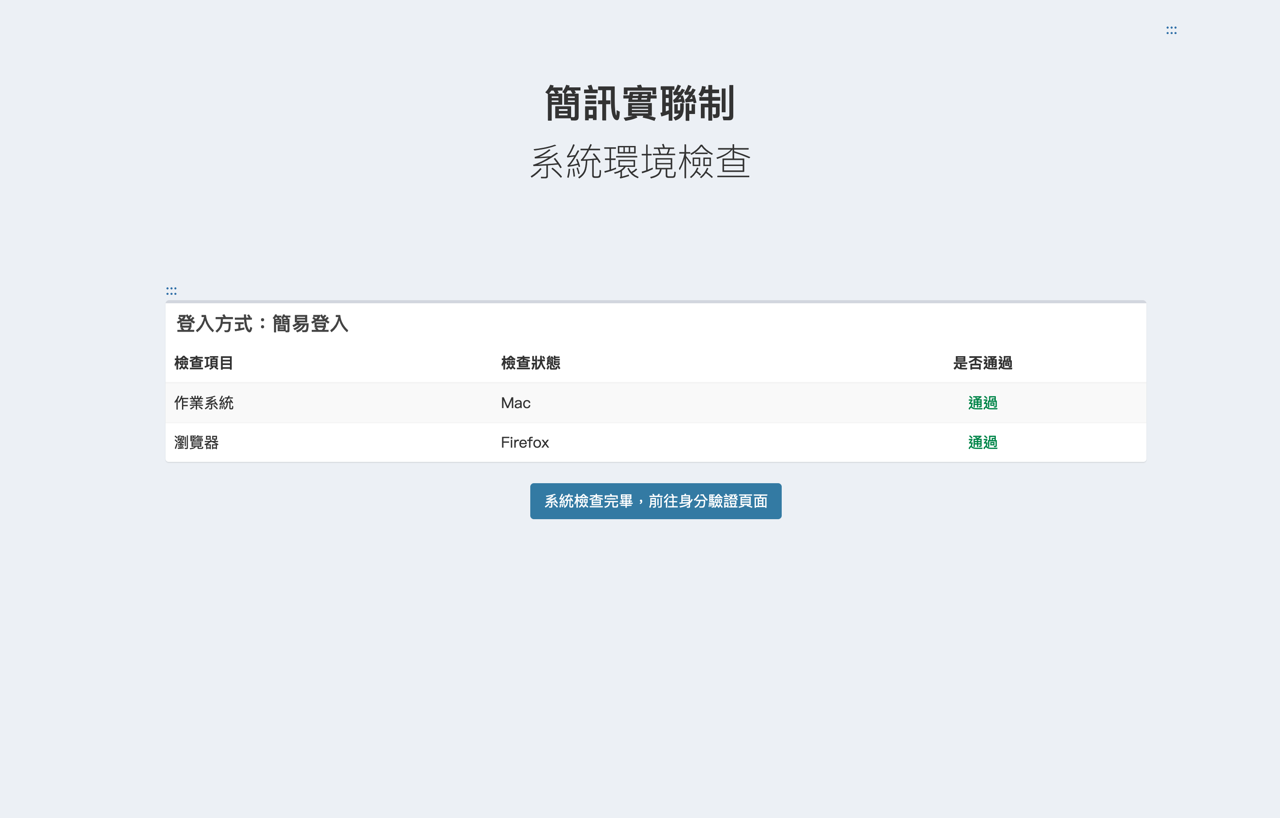 :::
簡訊實聯制
系統環境檢查
:::
登入方式：簡易登入
檢查項目 檢查狀態 是否通過
作業系統 Mac 通過
瀏覽器 Firefox 通過
系統檢查完畢，前往身分驗證頁面